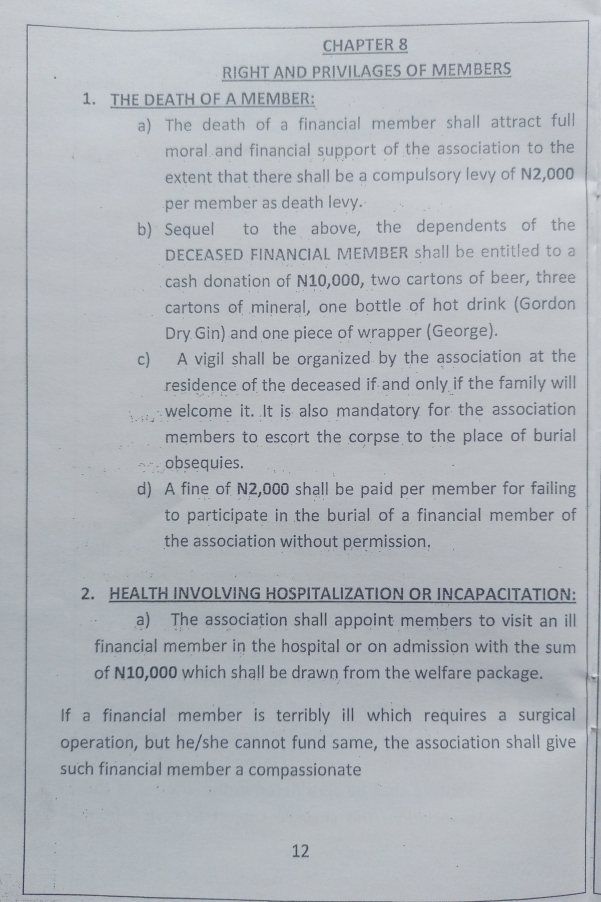 CHAPTER 8
RIGHT AND PRIVILAGES OF MEMBERS
1. THE DEATH OF A MEMBER:
a) The death of a financial member shall attract full
moral and financial support of the association to the
extent that there shall be a compulsory levy of N2,000
per member as death levy.
b) Sequel to the above, the dependents of the
DECEASED FINANCIAL MEMBER shall be entitled to a
cash donation of N10,000, two cartons of beer, three
cartons of mineral, one bottle of hot drink (Gordon
Dry Gin) and one piece of wrapper (George).
c) A vigil shall be organized by the association at the
residence of the deceased if and only if the family will
welcome it. It is also mandatory for the association
members to escort the corpse to the place of burial
obsequies.
d) A fine of N2,000 shall be paid per member for failing
to participate in the burial of a financial member of
the association without permission.
2. HEALTH INVOLVING HOSPITALIZATION OR INCAPACITATION:
a) The association shall appoint members to visit an ill
financial member in the hospital or on admission with the sum
of N10,000 which shall be drawn from the welfare package.
If a financial member is terribly ill which requires a surgical
operation, but he/she cannot fund same, the association shall give
such financial member a compassionate
12